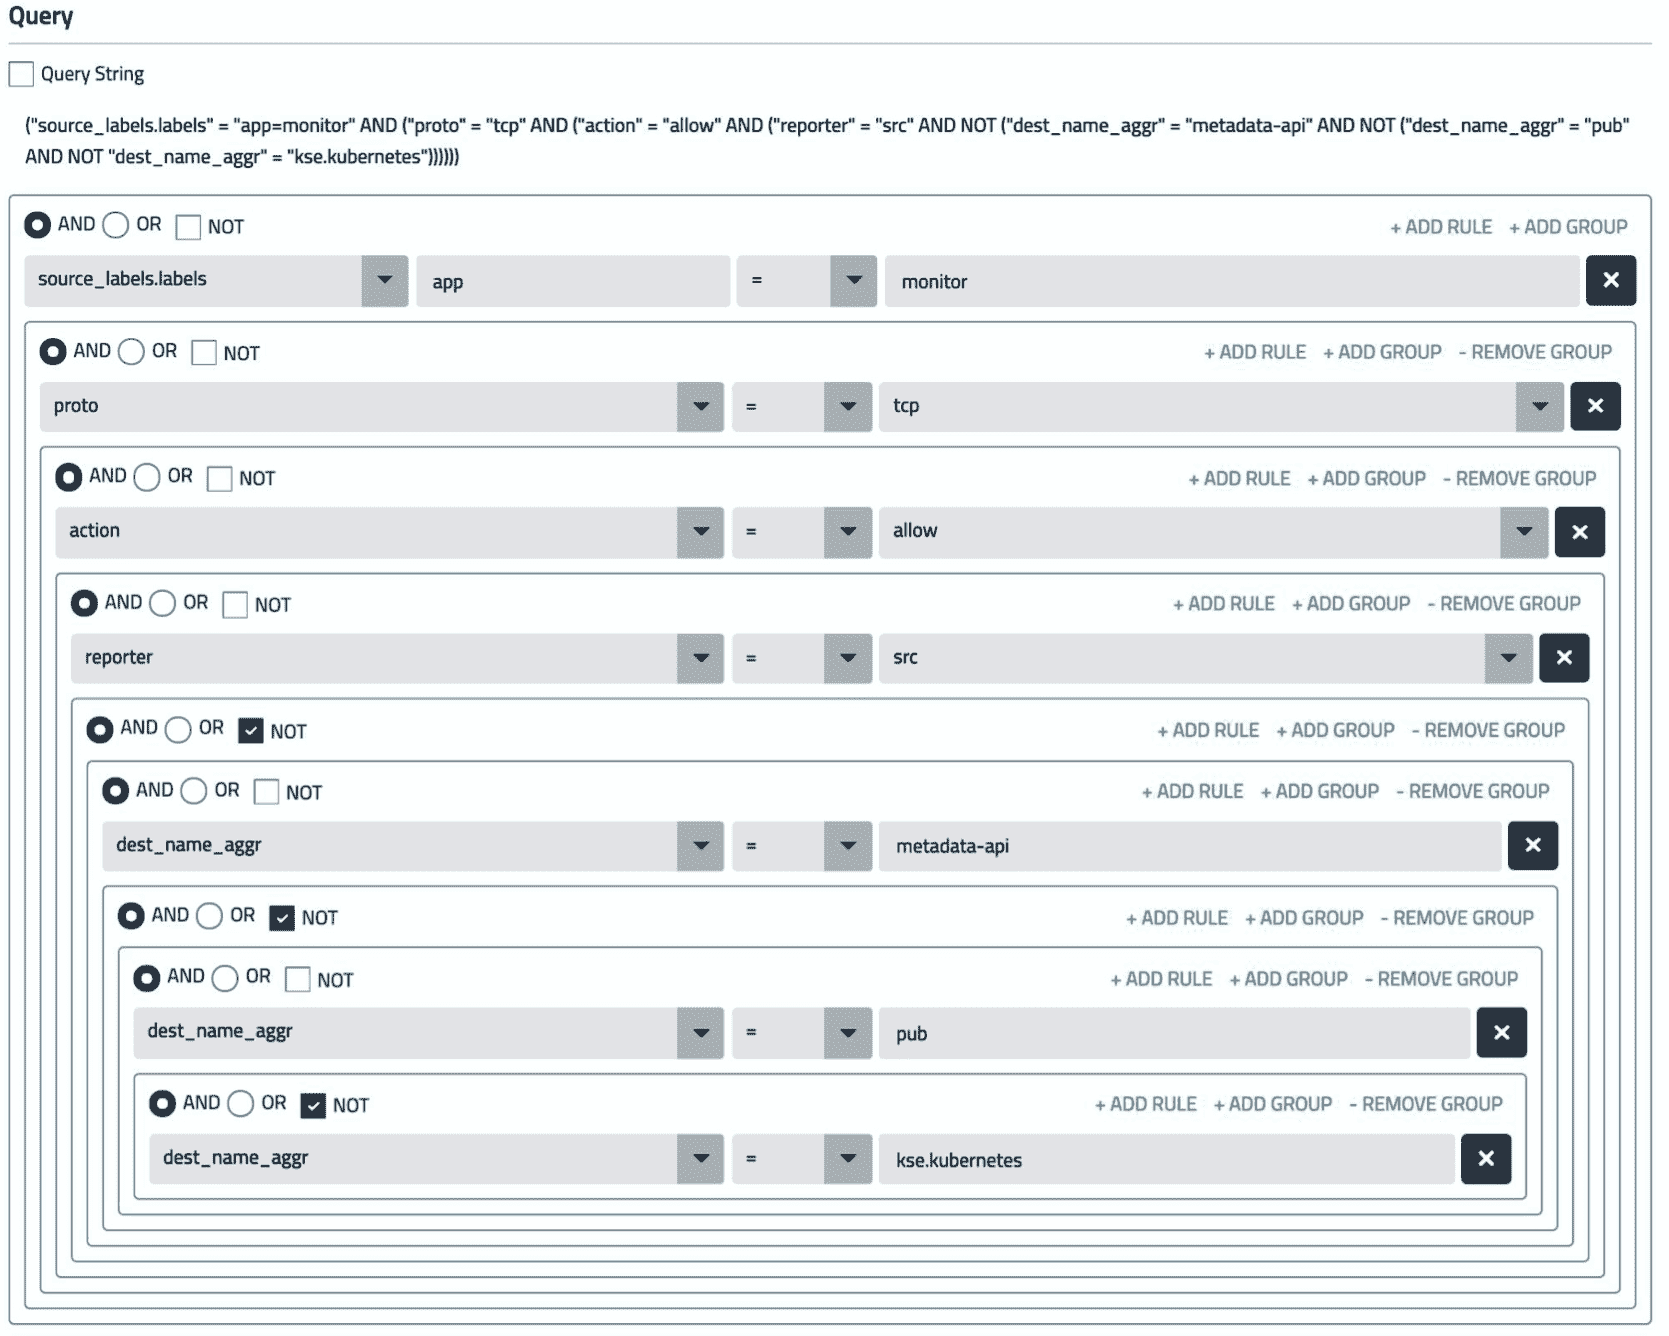 Query
Query String
("source_labels.labels" = "app=monitor" AND ("proto" = "tcp" AND ("action" = "allow" AND ("reporter" = "src" AND NOT ("dest_name_aggr" = "metadata-api" AND NOT ("dest_name_aggr" = "pub"
AND NOT "dest_name_aggr" = "kse.kubernetes"))))))
AND OR NOT + ADD RULE + ADD GROUP
source_labels.labels app = monitor
AND OR NOT + ADD RULE + ADD GROUP - REMOVE GROUP
proto = tcp
AND OR NOT + ADD RULE + ADD GROUP - REMOVE GROUP
action = allow
AND OR NOT + ADD RULE + ADD GROUP - REMOVE GROUP
reporter = src
AND OR NOT + ADD RULE + ADD GROUP - REMOVE GROUP
AND OR NOT + ADD RULE + ADD GROUP - REMOVE GROUP
dest_name_aggr = metadata-api
AND OR NOT + ADD RULE + ADD GROUP - REMOVE GROUP
AND OR NOT + ADD RULE + ADD GROUP - REMOVE GROUP
dest_name_aggr = pub
AND OR NOT + ADD RULE + ADD GROUP - REMOVE GROUP
dest_name_aggr = kse.kubernetes